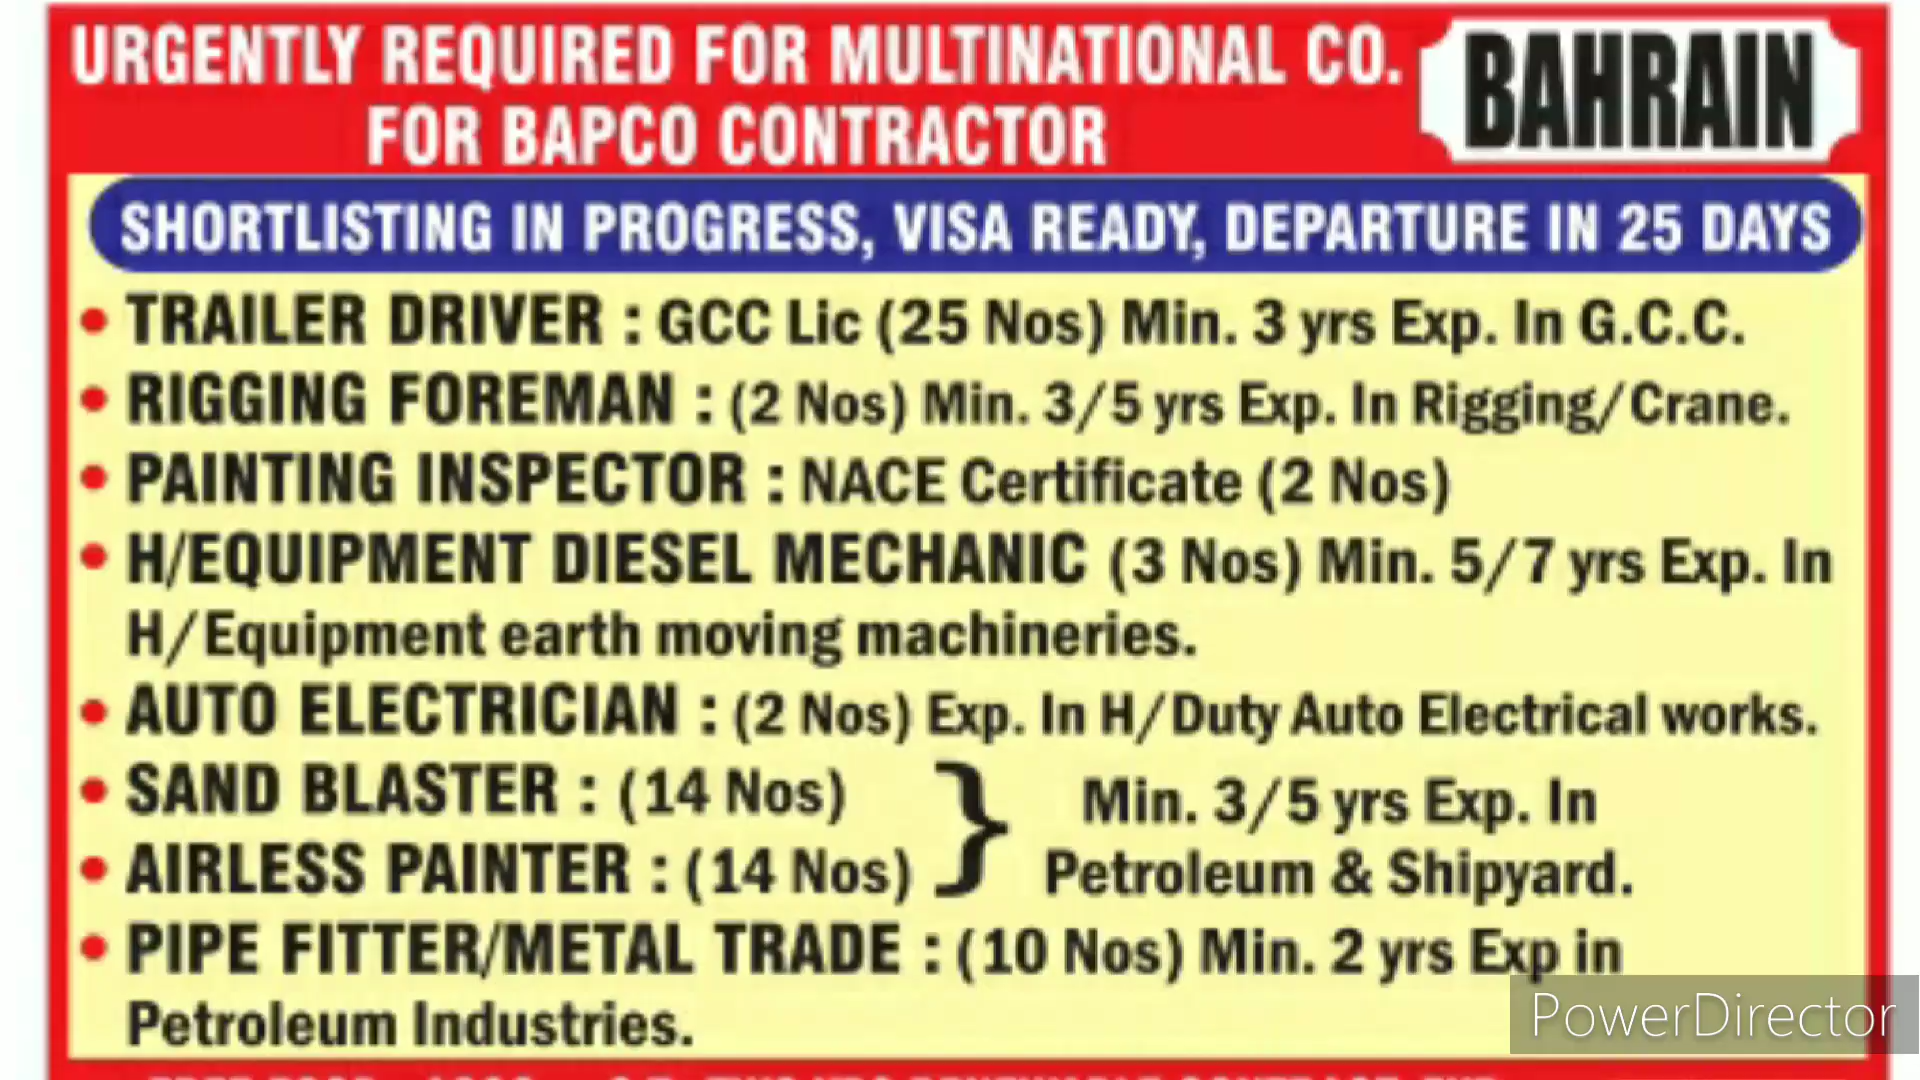 URGENTLY REQUIRED FOR MULTINATIONAL CO.
FOR BAPCO CONTRACTOR
BAHRAIN
SHORTLISTING IN PROGRESS, VISA READY, DEPARTURE IN 25 DAYS
• TRAILER DRIVER : GCC Lic (25 Nos) Min. 3 yrs Exp. In G.C.C.
• RIGGING FOREMAN : (2 Nos) Min. 3/5 yrs Exp. In Rigging/Crane.
• PAINTING INSPECTOR : NACE Certificate (2 Nos)
• H/EQUIPMENT DIESEL MECHANIC (3 Nos) Min. 5/7 yrs Exp. In
H/Equipment earth moving machineries.
• AUTO ELECTRICIAN : (2 Nos) Exp. In H/Duty Auto Electrical works.
• SAND BLASTER : (14 Nos)
• AIRLESS PAINTER : (14 Nos)
} Min. 3/5 yrs Exp. In
Petroleum & Shipyard.
• PIPE FITTER/METAL TRADE : (10 Nos) Min. 2 yrs Exp in
Petroleum Industries.
PowerDirector